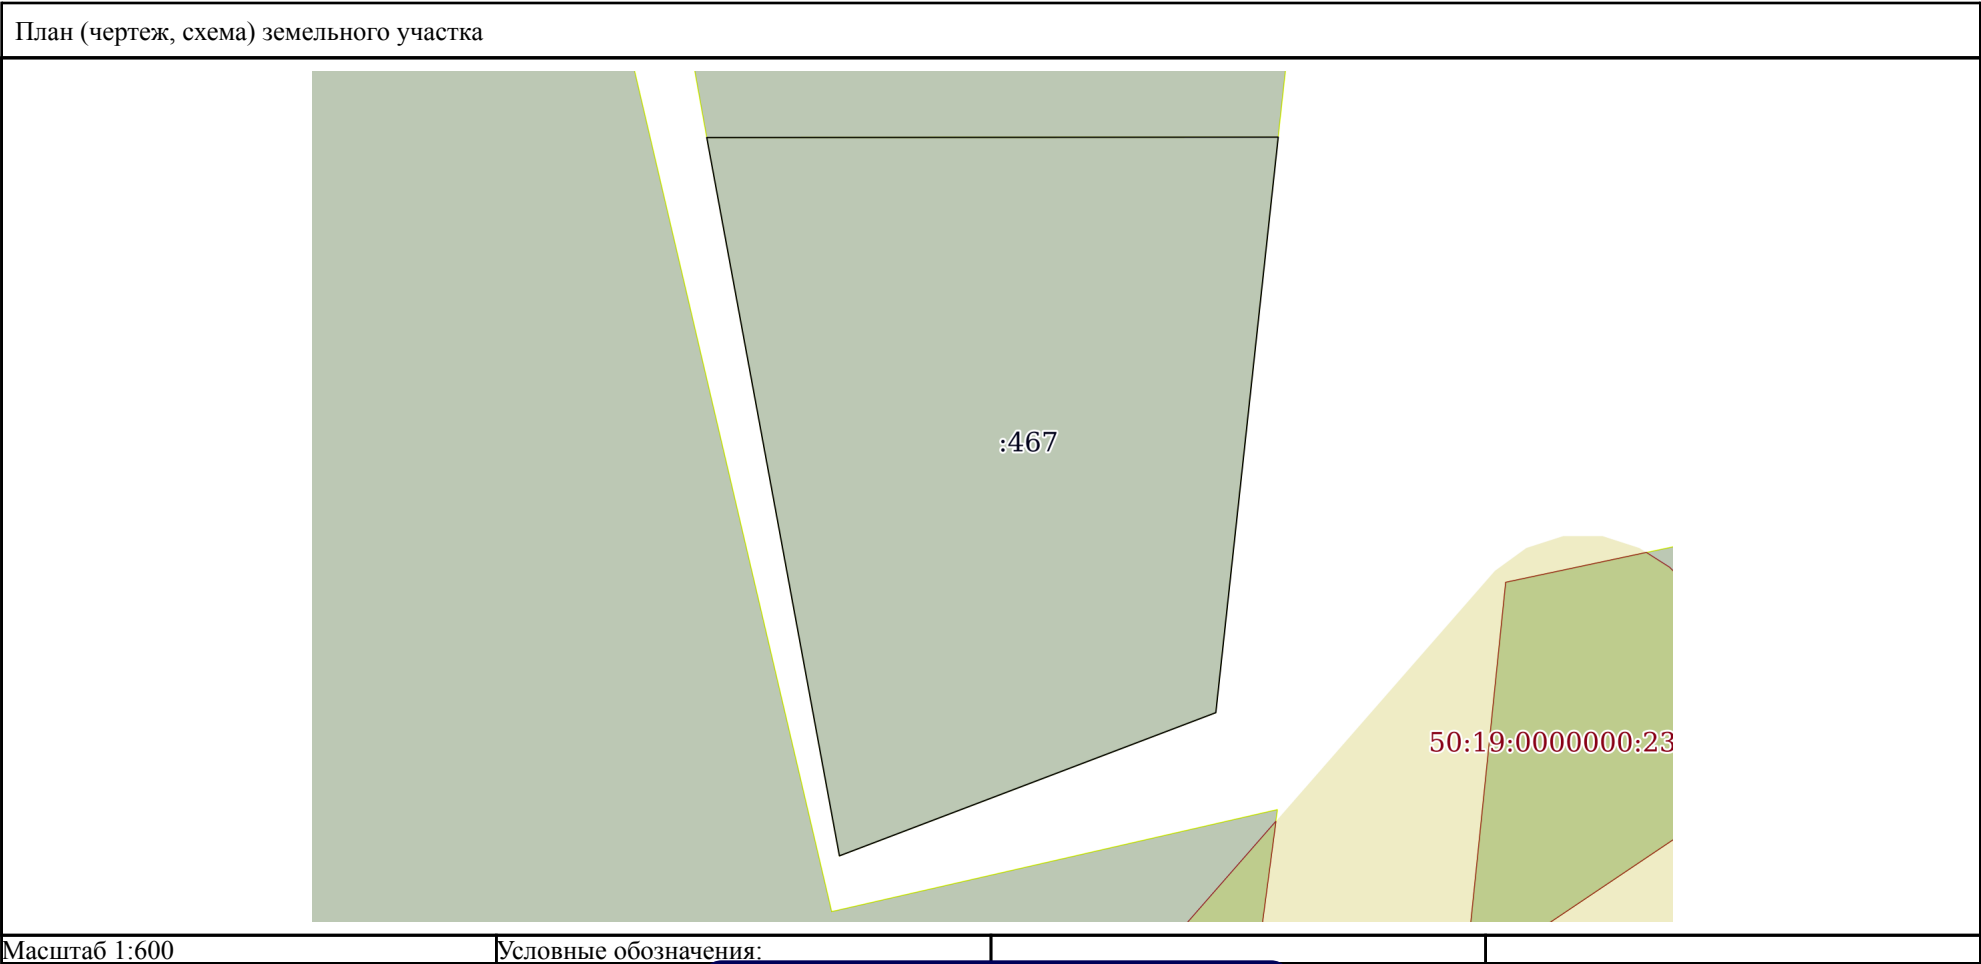 План (чертеж, схема) земельного участка
:467
50:19:0000000:23
Масштаб 1:600
Условные обозначения: